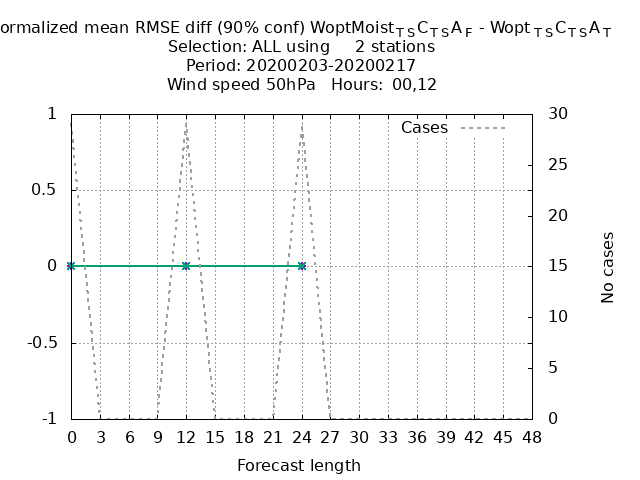 ormalized mean RMSE diff (90% conf) WoptMoistTSCTSAF - WoptTSCTSAT
Selection: ALL using 2 stations
Period: 20200203-20200217
Wind speed 50hPa Hours: 00,12
Cases
1
0.5
0
-0.5
-1
30
25
20
15
10
5
0
No cases
0 3 6 9 12 15 18 21 24 27 30 33 36 39 42 45 48
Forecast length